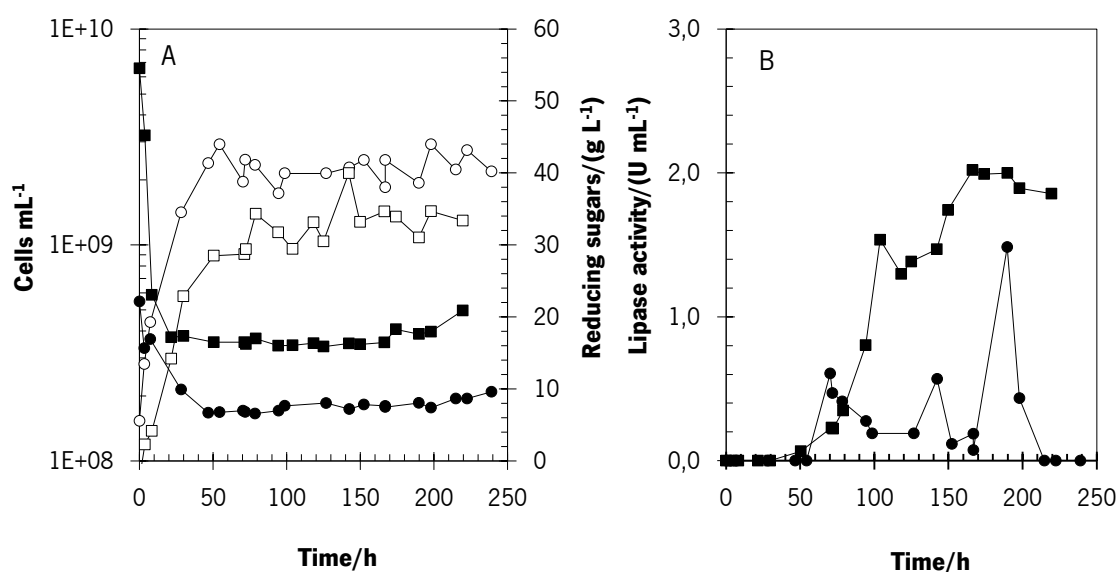 A
1E+10
1E+09
1E+08
Cells mL-1
60
50
40
30
20
10
0
Reducing sugars/(g L-1)
0 50 100 150 200 250
Time/h
B
3,0
2,0
1,0
0,0
Lipase activity/(U mL-1)
0 50 100 150 200 250
Time/h